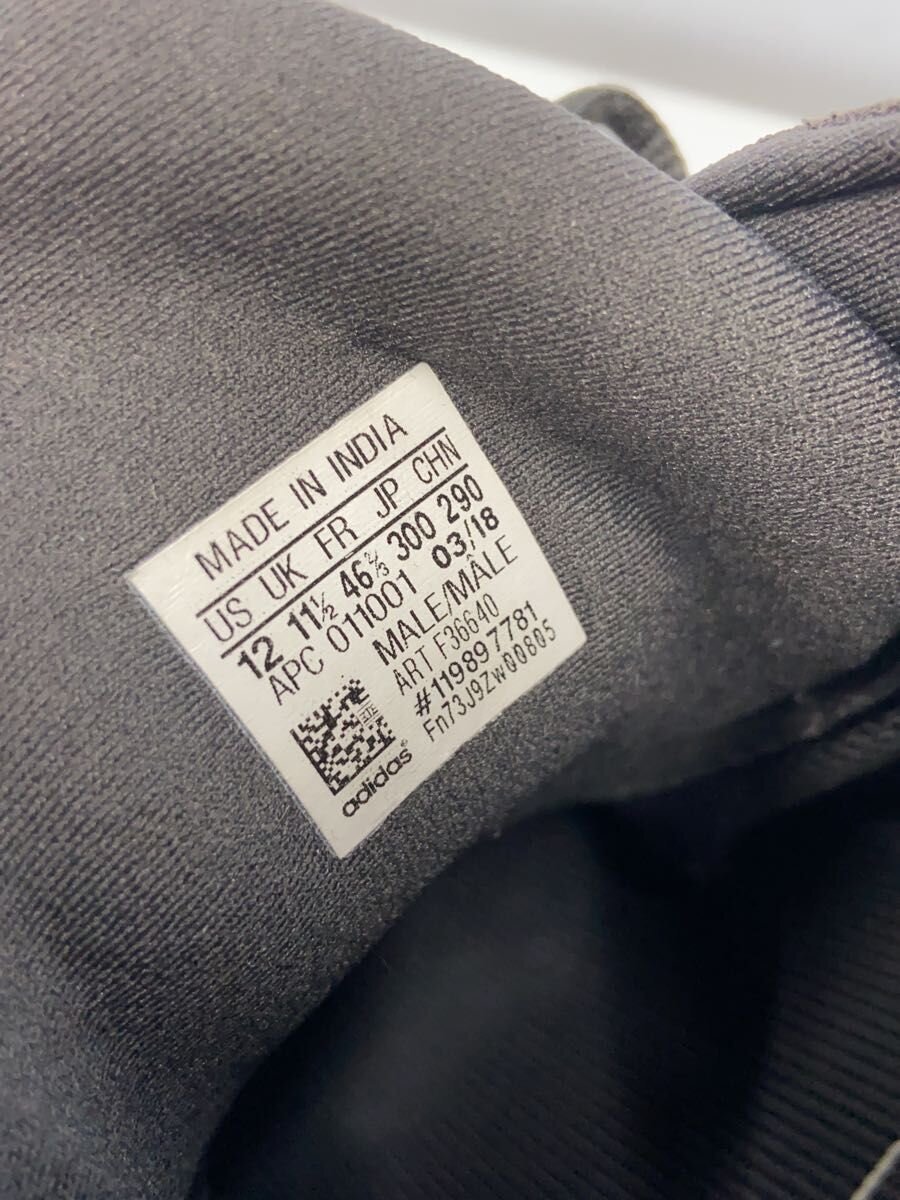 MADE IN INDIA
US UK FR JP CHN
12 11½ 46⅔ 300 290
APC 011001 03/18
MALE/MÂLE
ART F36640
#119897781
Fn73J9Zw00805
adidas®